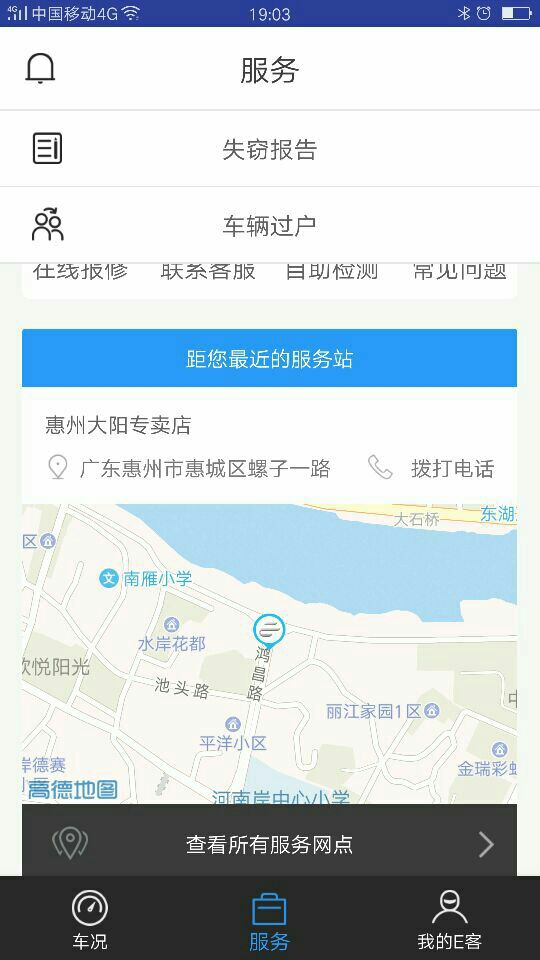 4G 中国移动4G 19:03
服务
失窃报告
车辆过户
在线报修 联系客服 自助检测 常见问题
距您最近的服务站
惠州大阳专卖店
广东惠州市惠城区螺子一路 拨打电话
大石桥 东湖
区
文 南雁小学
水岸花都
欣悦阳光
鸿昌路
池头路
丽江家园1区
平洋小区
岸德赛
金瑞彩虹
高德地图
河南岸中心小学
查看所有服务网点
车况 服务 我的E客